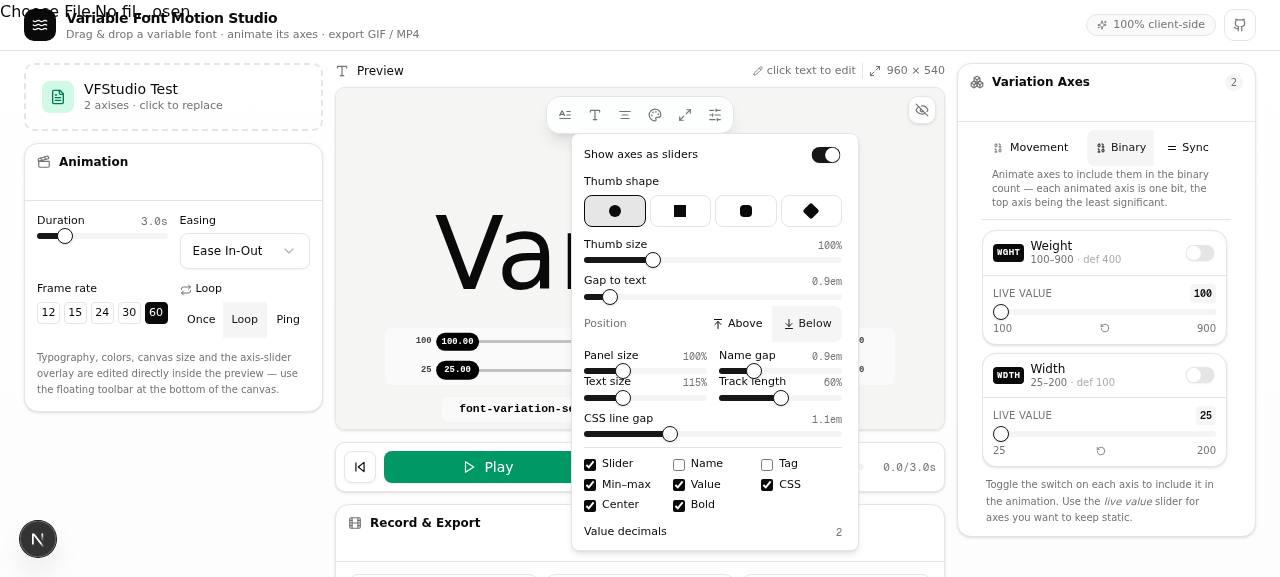 Choose File No fil...osen
Variable Font Motion Studio
Drag & drop a variable font · animate its axes · export GIF / MP4
100% client-side
VFStudio Test
2 axises · click to replace
Animation
Duration
3.0s
Easing
Ease In-Out
Frame rate
Loop
12
15
24
30
60
Once
Loop
Ping
Typography, colors, canvas size and the axis-slider
overlay are edited directly inside the preview — use
the floating toolbar at the bottom of the canvas.
N
Preview
click text to edit
960 × 540
Var
100
100.00
25
25.00
font-variation-se
Play
0.0/3.0s
Record & Export
Show axes as sliders
Thumb shape
Thumb size
100%
Gap to text
0.9em
Position
Above
Below
Panel size
100%
Name gap
0.9em
Text size
115%
Track length
60%
CSS line gap
1.1em
Slider
Name
Tag
Min–max
Value
CSS
Center
Bold
Value decimals
2
Variation Axes
2
Movement
Binary
Sync
Animate axes to include them in the binary
count — each animated axis is one bit, the
top axis being the least significant.
WGHT
Weight
100–900 · def 400
LIVE VALUE
100
100
900
WDTH
Width
25–200 · def 100
LIVE VALUE
25
25
200
Toggle the switch on each axis to include it in
the animation. Use the live value slider for
axes you want to keep static.